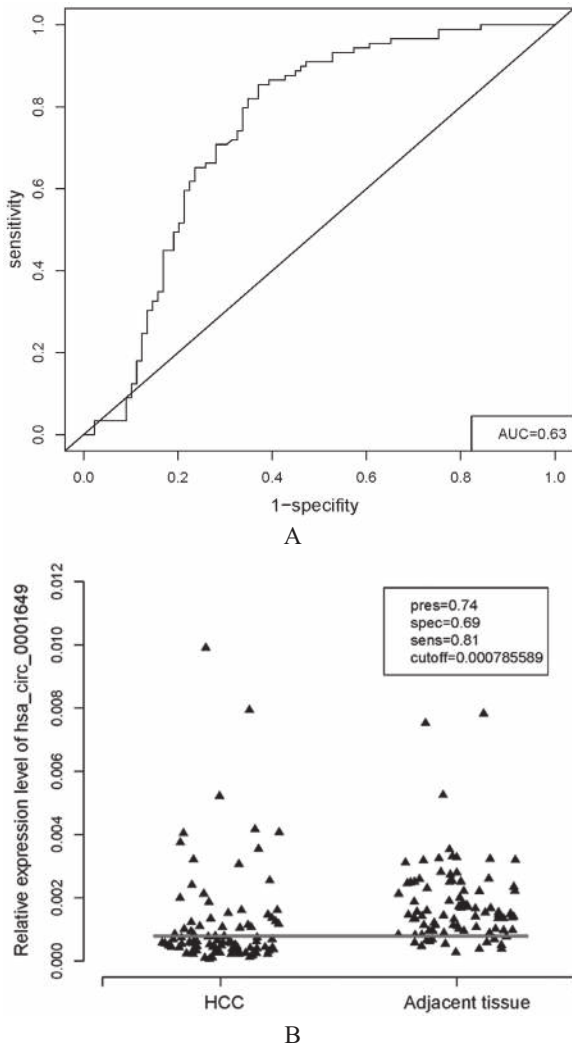 1.0
0.8
0.6
0.4
0.2
0.0
sensitivity
AUC=0.63
0.0 0.2 0.4 0.6 0.8 1.0
1−specifity
A
0.012
0.010
0.008
0.006
0.004
0.002
0.000
Relative expression level of hsa_circ_0001649
pres=0.74
spec=0.69
sens=0.81
cutoff=0.000785589
HCC Adjacent tissue
B